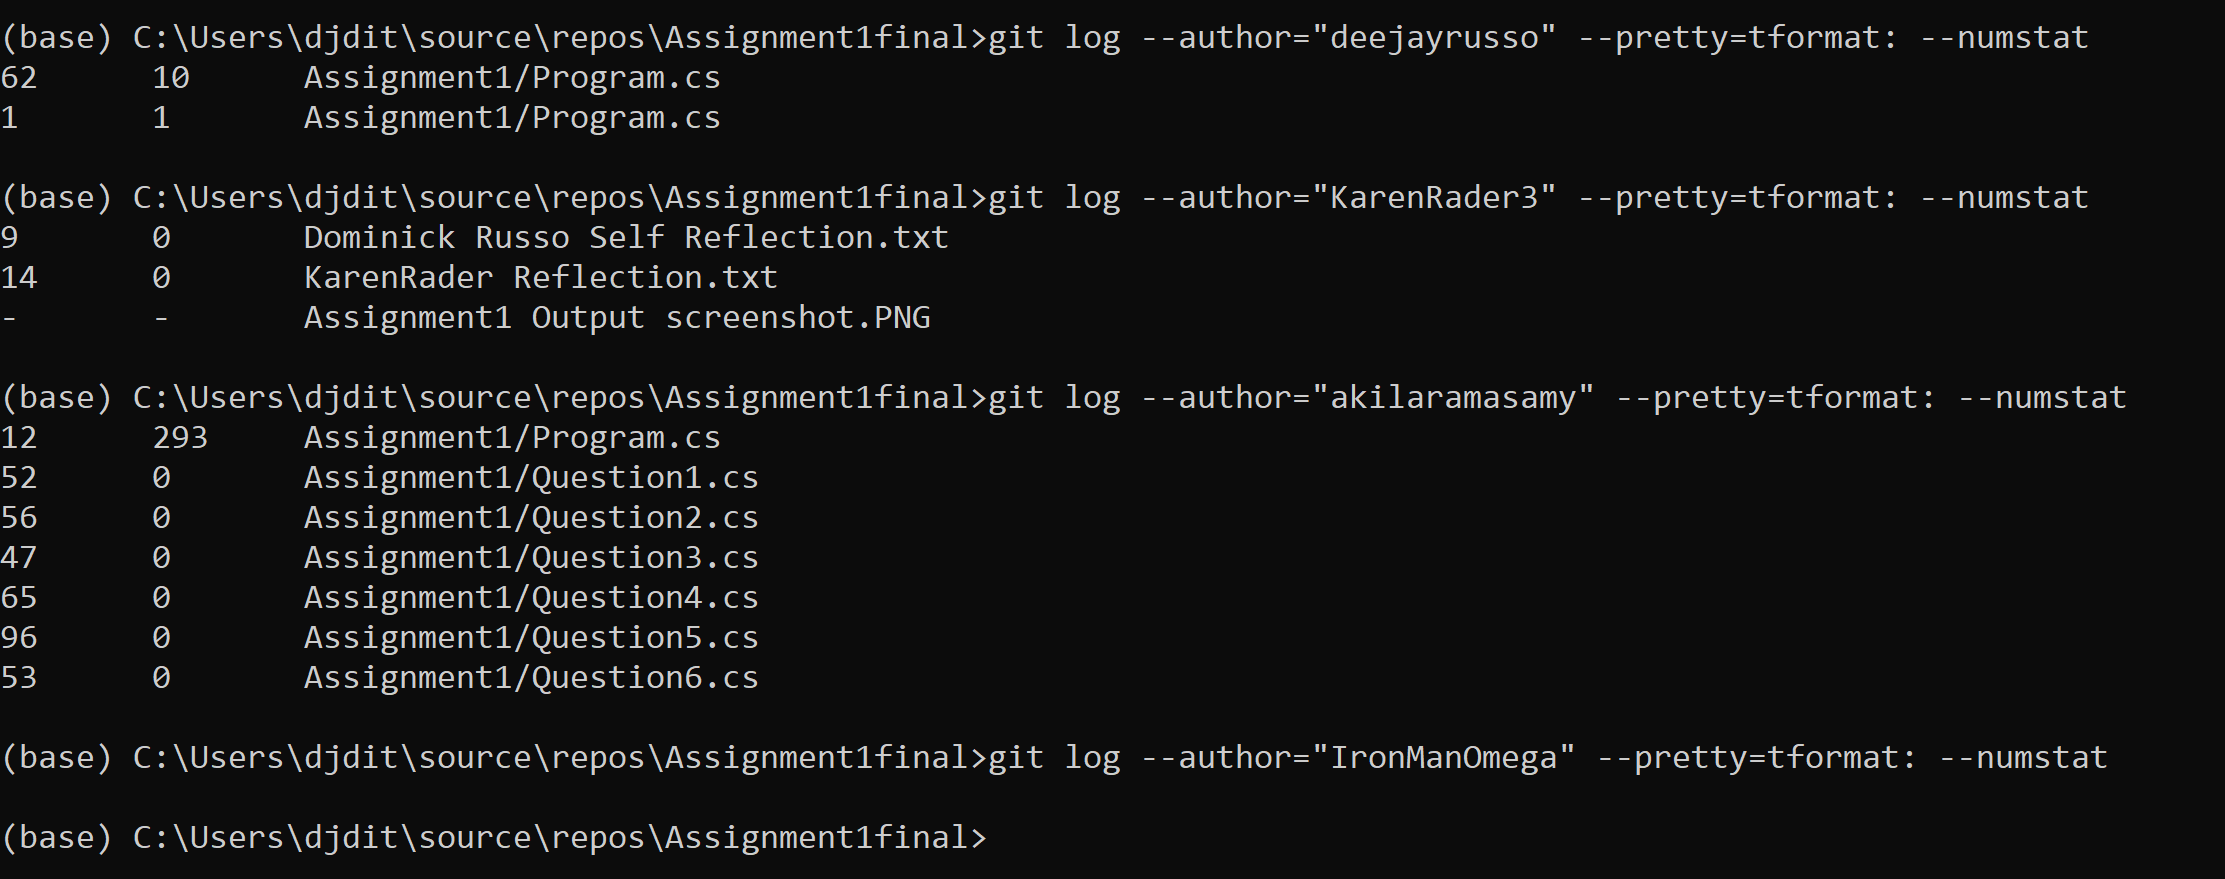 (base) C:\Users\djdit\source\repos\Assignment1final>git log --author="deejayrusso" --pretty=tformat: --numstat
62 10 Assignment1/Program.cs
1 1 Assignment1/Program.cs
(base) C:\Users\djdit\source\repos\Assignment1final>git log --author="KarenRader3" --pretty=tformat: --numstat
9 0 Dominick Russo Self Reflection.txt
14 0 KarenRader Reflection.txt
- - Assignment1 Output screenshot.PNG
(base) C:\Users\djdit\source\repos\Assignment1final>git log --author="akilaramasamy" --pretty=tformat: --numstat
12 293 Assignment1/Program.cs
52 0 Assignment1/Question1.cs
56 0 Assignment1/Question2.cs
47 0 Assignment1/Question3.cs
65 0 Assignment1/Question4.cs
96 0 Assignment1/Question5.cs
53 0 Assignment1/Question6.cs
(base) C:\Users\djdit\source\repos\Assignment1final>git log --author="IronManOmega" --pretty=tformat: --numstat
(base) C:\Users\djdit\source\repos\Assignment1final>